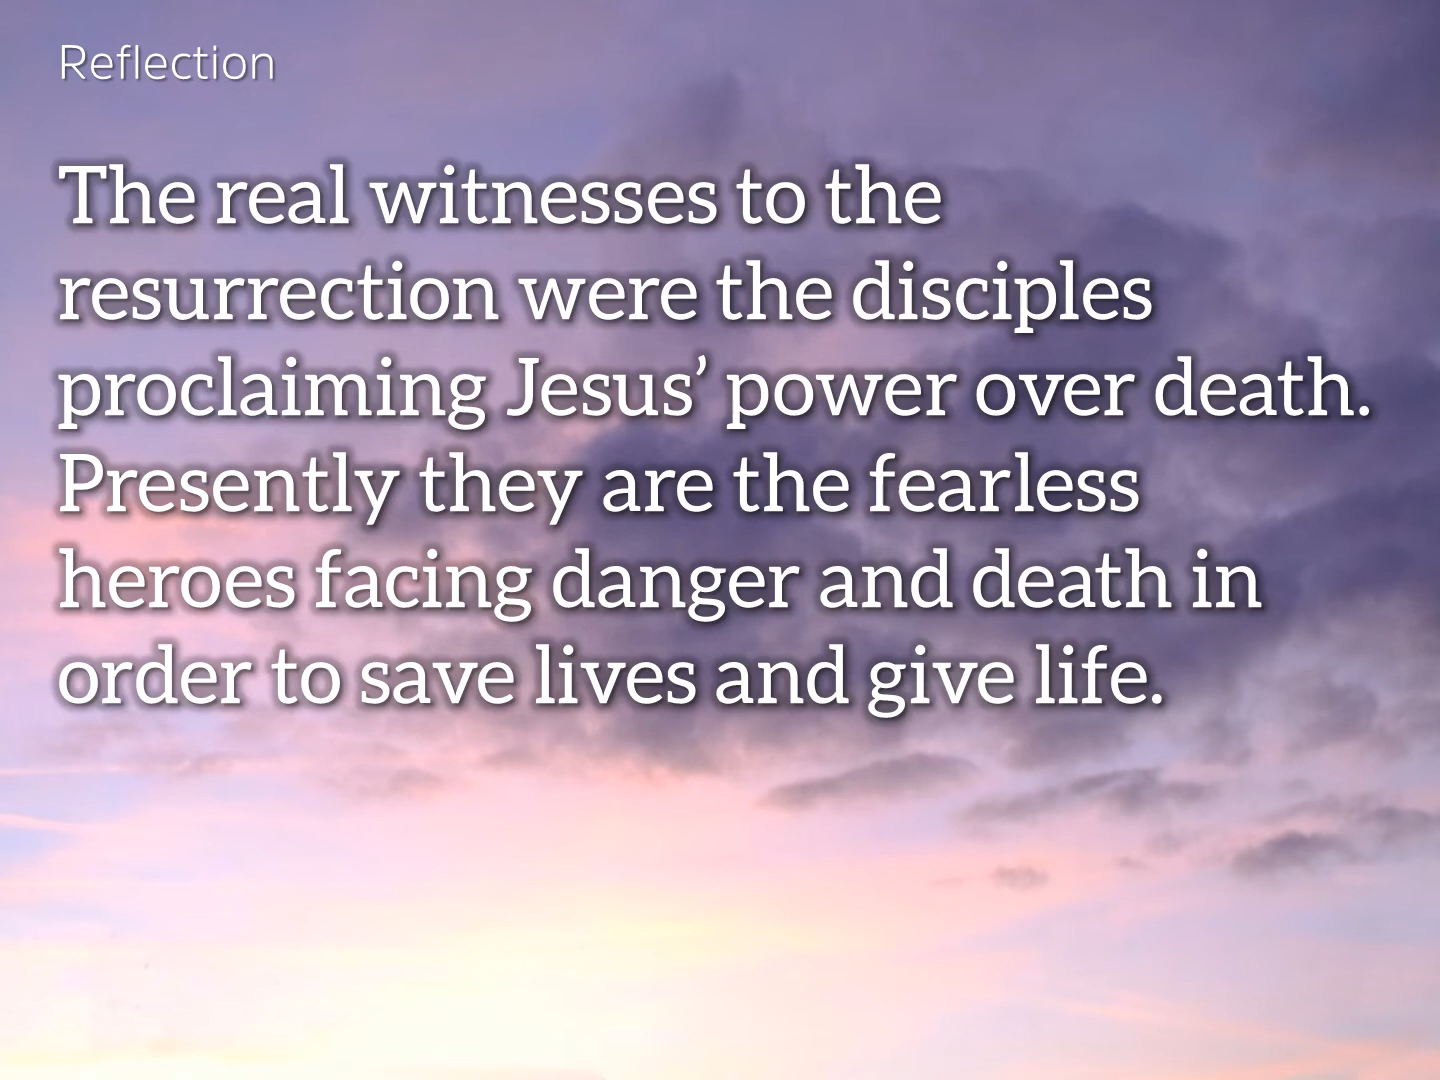 Reflection
The real witnesses to the
resurrection were the disciples
proclaiming Jesus’ power over death.
Presently they are the fearless
heroes facing danger and death in
order to save lives and give life.